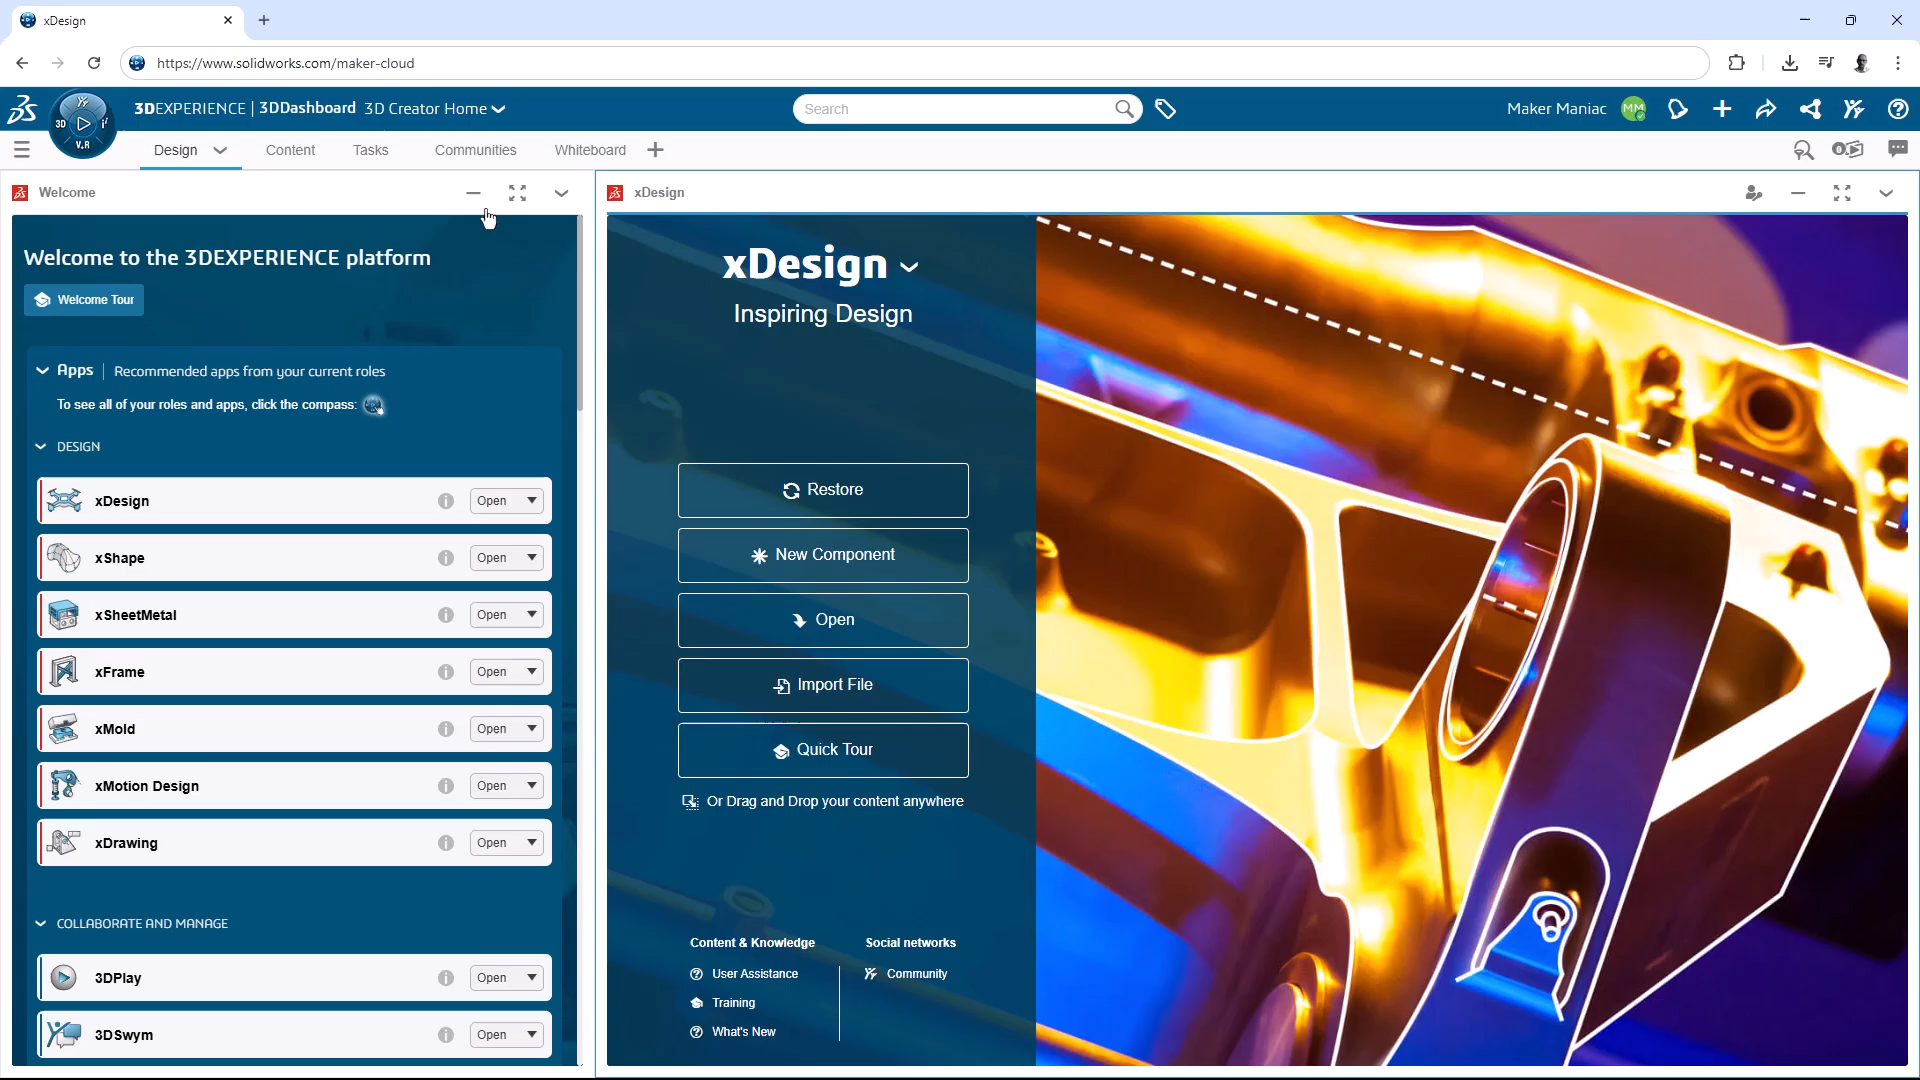 xDesign
https://www.solidworks.com/maker-cloud
3DEXPERIENCE | 3DDashboard 3D Creator Home
Search
Maker Maniac MM
3D
V.R
Design
Content
Tasks
Communities
Whiteboard
Welcome
xDesign
Welcome to the 3DEXPERIENCE platform
Welcome Tour
Apps | Recommended apps from your current roles
To see all of your roles and apps, click the compass:
DESIGN
xDesign Open
xShape Open
xSheetMetal Open
xFrame Open
xMold Open
xMotion Design Open
xDrawing Open
COLLABORATE AND MANAGE
3DPlay Open
3DSwym Open
xDesign
Inspiring Design
Restore
New Component
Open
Import File
Quick Tour
Or Drag and Drop your content anywhere
Content & Knowledge
User Assistance
Training
What's New
Social networks
Community